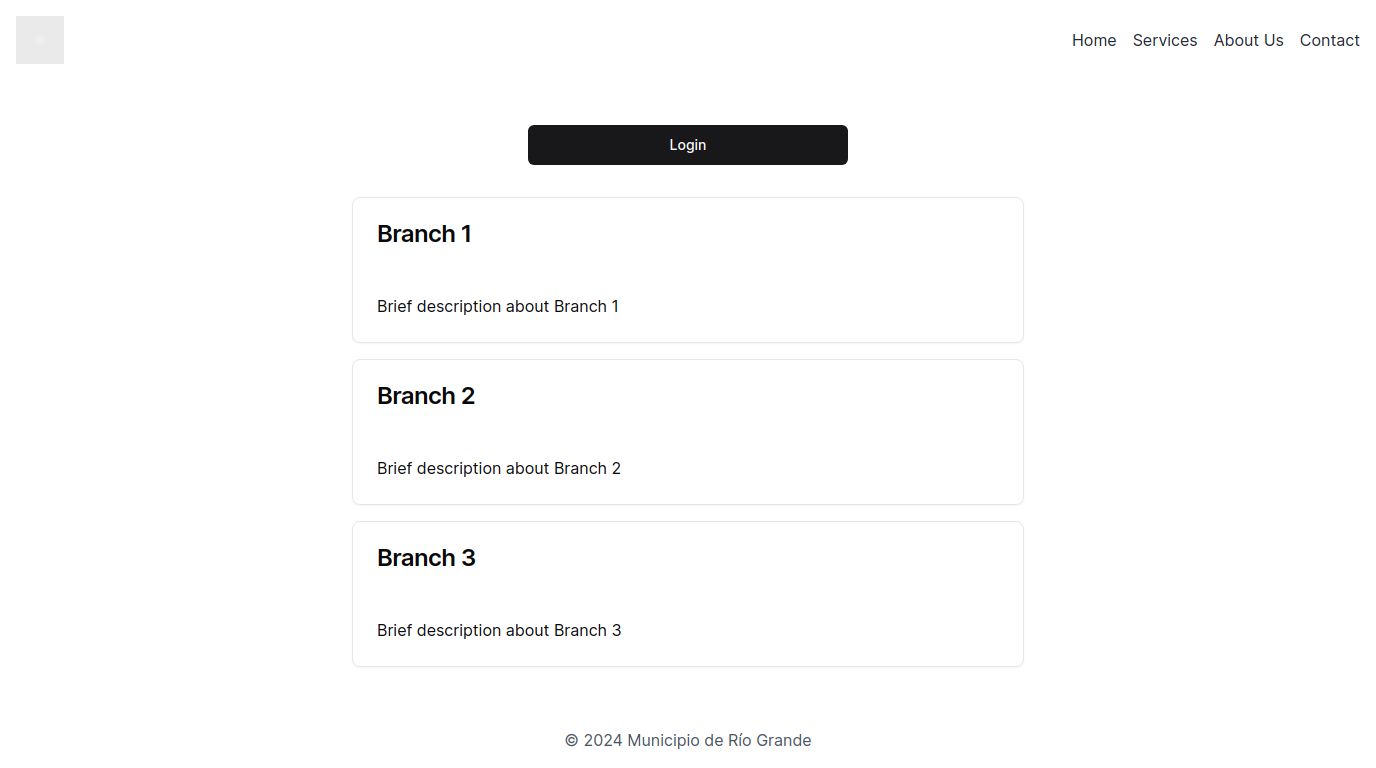 Home Services About Us Contact
Login
Branch 1
Brief description about Branch 1
Branch 2
Brief description about Branch 2
Branch 3
Brief description about Branch 3
© 2024 Municipio de Río Grande